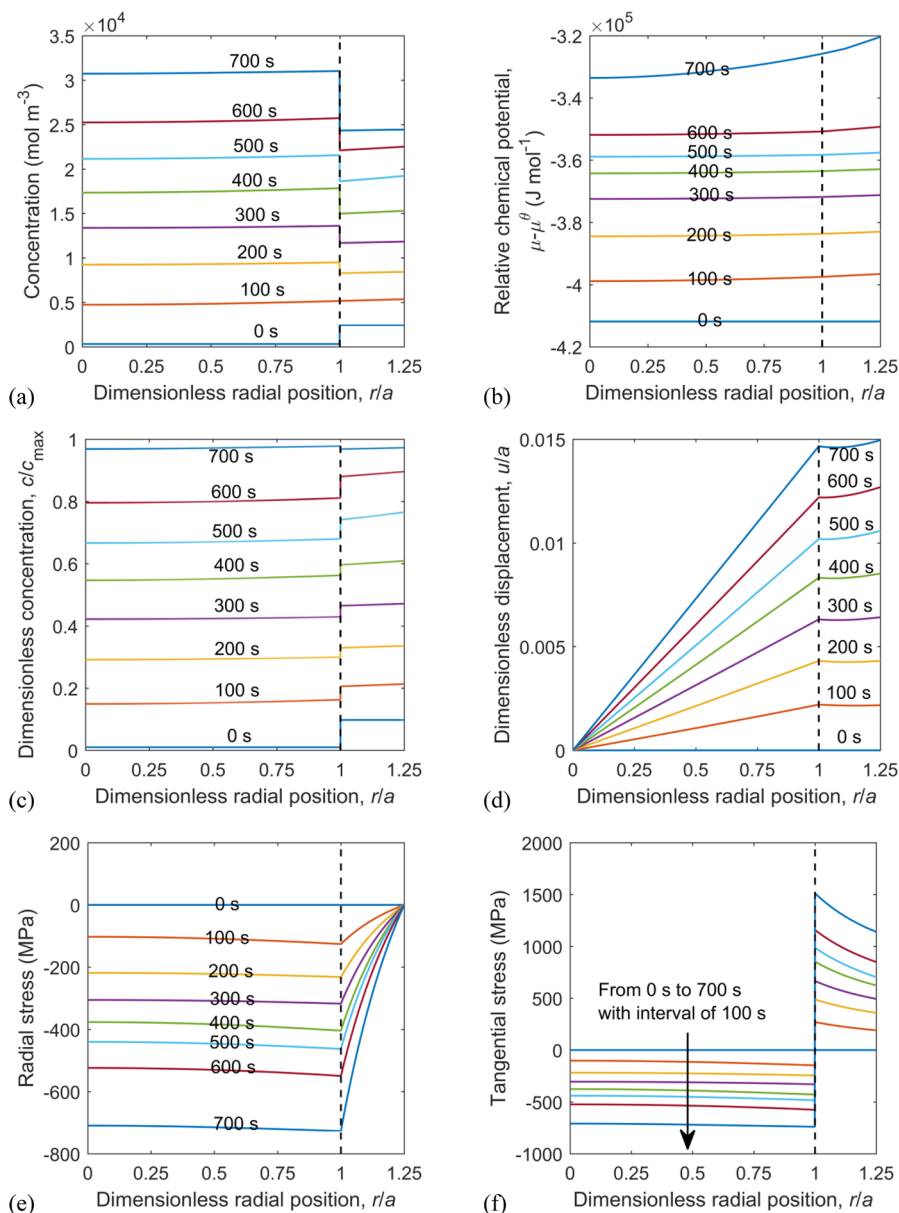 ×10⁴
3.5
3
2.5
2
1.5
1
0.5
0
Concentration (mol m⁻³)
700 s
600 s
500 s
400 s
300 s
200 s
100 s
0 s
0 0.25 0.5 0.75 1 1.25
Dimensionless radial position, r/a
(a)
×10⁵
-3.2
-3.4
-3.6
-3.8
-4
-4.2
Relative chemical potential,
μ-μ^θ (J mol⁻¹)
700 s
600 s
500 s
400 s
300 s
200 s
100 s
0 s
0 0.25 0.5 0.75 1 1.25
Dimensionless radial position, r/a
(b)
1
0.8
0.6
0.4
0.2
0
Dimensionless concentration, c/c_max
700 s
600 s
500 s
400 s
300 s
200 s
100 s
0 s
0 0.25 0.5 0.75 1 1.25
Dimensionless radial position, r/a
(c)
0.015
0.01
0.005
0
Dimensionless displacement, u/a
700 s
600 s
500 s
400 s
300 s
200 s
100 s
0 s
0 0.25 0.5 0.75 1 1.25
Dimensionless radial position, r/a
(d)
200
0
-200
-400
-600
-800
Radial stress (MPa)
0 s
100 s
200 s
300 s
400 s
500 s
600 s
700 s
0 0.25 0.5 0.75 1 1.25
Dimensionless radial position, r/a
(e)
2000
1500
1000
500
0
-500
-1000
Tangential stress (MPa)
From 0 s to 700 s
with interval of 100 s
0 0.25 0.5 0.75 1 1.25
Dimensionless radial position, r/a
(f)